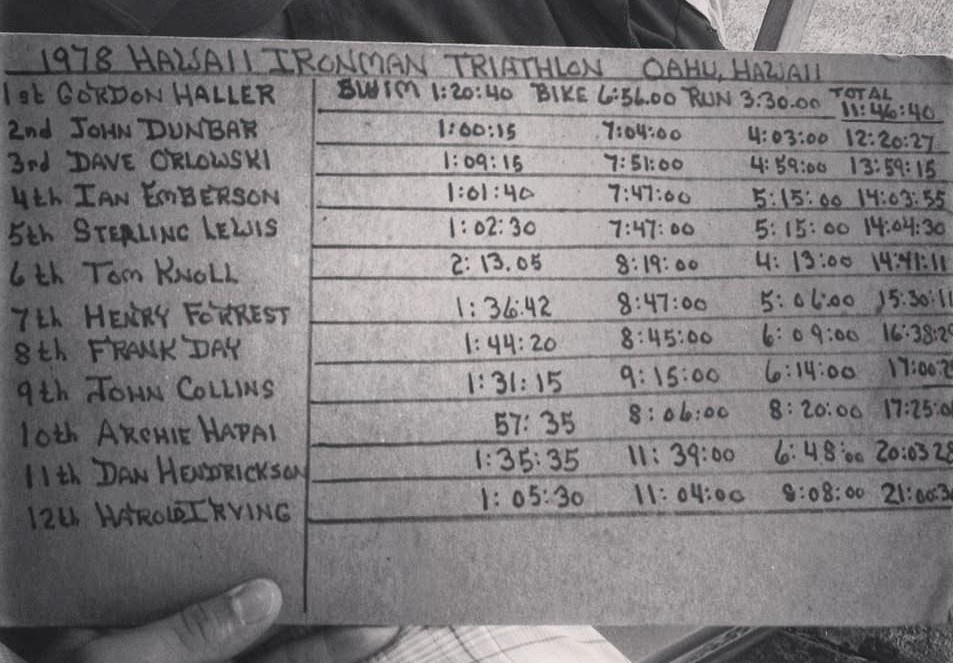 1978 HAWAII IRONMAN TRIATHLON OAHU, HAWAII
1st GORDON HALLER SWIM 1:20:40 BIKE 6:56.00 RUN 3:30.00 TOTAL 11:46:40
2nd JOHN DUNBAR 1:00:15 7:04:00 4:03:00 12:20:27
3rd DAVE ORLOWSKI 1:09:15 7:51:00 4:59:00 13:59:15
4th IAN EMBERSON 1:01:40 7:47:00 5:15:00 14:03:55
5th STERLING LEWIS 1:02:30 7:47:00 5:15:00 14:04:30
6th TOM KNOLL 2:13.05 8:19:00 4:13:00 14:41:11
7th HENRY FORREST 1:36.42 8:47:00 5:06:00 15:30:11
8th FRANK DAY 1:44:20 8:45:00 6:09:00 16:38:2
9th JOHN COLLINS 1:31:15 9:15:00 6:14:00 17:00:
10th ARCHIE HAPAI 57:35 8:06:00 8:20:00 17:25:0
11th DAN HENDRICKSON 1:35:35 11:39:00 6:48:00 20:03 28
12th HAROLD IRVING 1:05:30 11:04:00 8:08:00 21:00:3